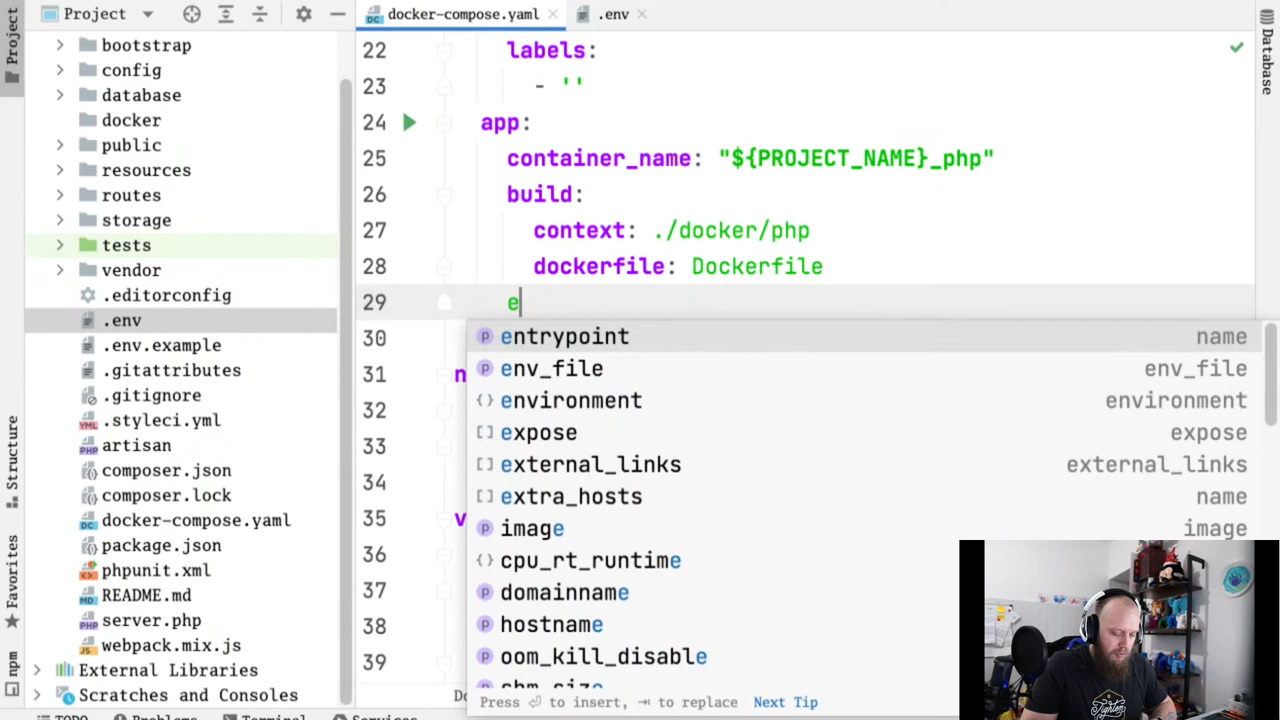 Project
docker-compose.yaml
.env
Project
Structure
Favorites
npm
bootstrap
config
database
docker
public
resources
routes
storage
tests
vendor
.editorconfig
.env
.env.example
.gitattributes
.gitignore
.styleci.yml
artisan
composer.json
composer.lock
docker-compose.yaml
package.json
phpunit.xml
README.md
server.php
webpack.mix.js
External Libraries
Scratches and Consoles
22 labels:
23 - ''
24 app:
25 container_name: "${PROJECT_NAME}_php"
26 build:
27 context: ./docker/php
28 dockerfile: Dockerfile
29 e
30
31 n
32
33
34
35 v
36
37
38
39
entrypoint name
env_file env_file
environment environment
expose expose
external_links external_links
extra_hosts name
image image
cpu_rt_runtime
domainname
hostname
oom_kill_disable
shm_size
Press ⏎ to insert, ⇥ to replace Next Tip
Database
TODO
Problems
Terminal
Services